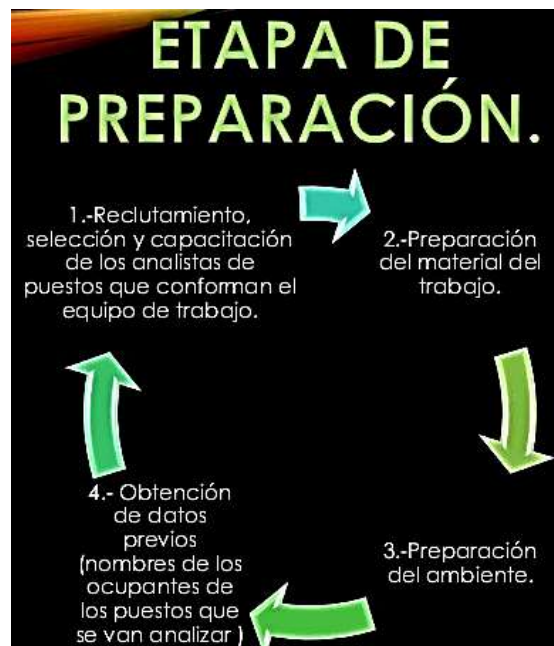 ETAPA DE
PREPARACIÓN.
1.-Reclutamiento,
selección y capacitación
de los analistas de
puestos que conforman el
equipo de trabajo.
2.-Preparación
del material del
trabajo.
3.-Preparación
del ambiente.
4.- Obtención
de datos
previos
(nombres de los
ocupantes de
los puestos que
se van analizar )